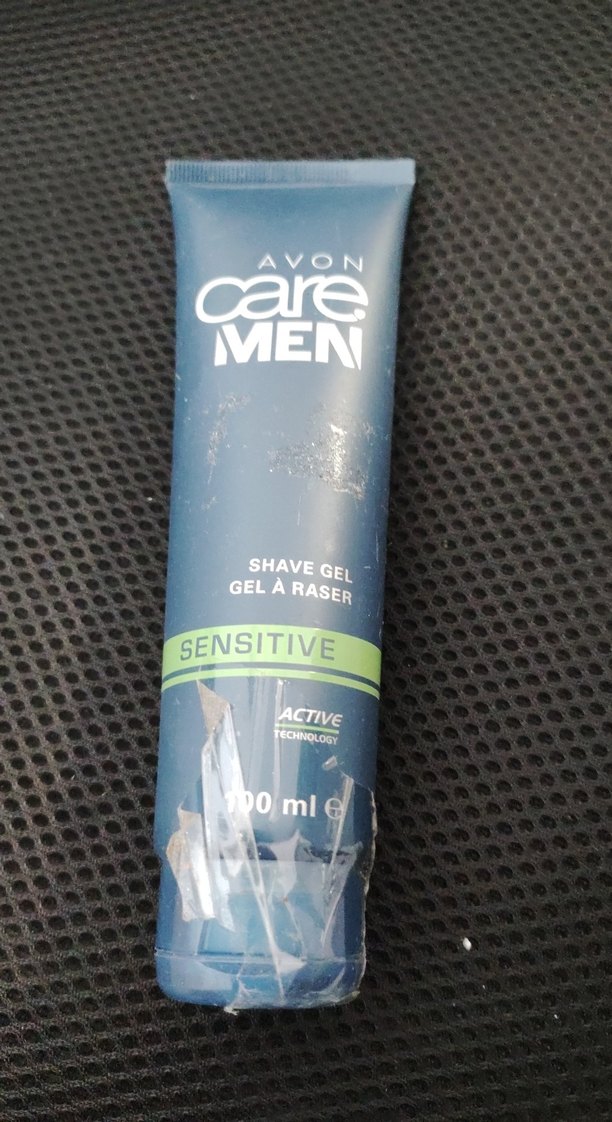 AVON
care
MEN
SHAVE GEL
GEL À RASER
SENSITIVE
ACTIVE
TECHNOLOGY
100 ml ℮